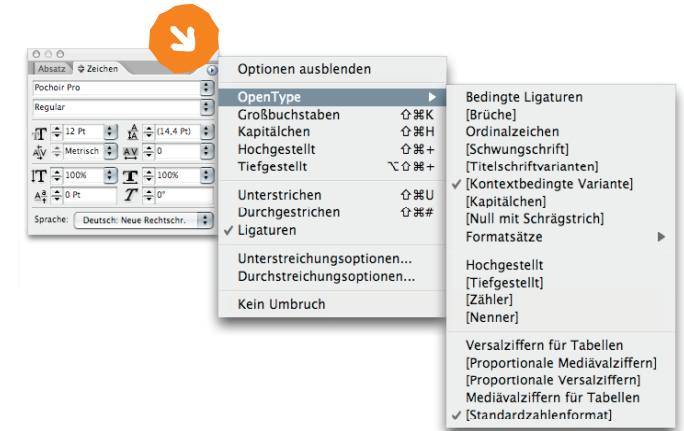 Absatz Zeichen
Pochoir Pro
Regular
12 Pt (14,4 Pt)
Metrisch 0
100% 100%
0 Pt 0°
Sprache: Deutsch: Neue Rechtschr.
Optionen ausblenden
OpenType
Großbuchstaben ⇧⌘K
Kapitälchen ⇧⌘H
Hochgestellt ⇧⌘+
Tiefgestellt ⌥⇧⌘+
Unterstrichen ⇧⌘U
Durchgestrichen ⇧⌘#
✓ Ligaturen
Unterstreichungsoptionen...
Durchstreichungsoptionen...
Kein Umbruch
Bedingte Ligaturen
[Brüche]
Ordinalzeichen
[Schwungschrift]
[Titelschriftvarianten]
✓ [Kontextbedingte Variante]
[Kapitälchen]
[Null mit Schrägstrich]
Formatsätze
Hochgestellt
[Tiefgestellt]
[Zähler]
[Nenner]
Versalziffern für Tabellen
[Proportionale Mediävalziffern]
[Proportionale Versalziffern]
Mediävalziffern für Tabellen
✓ [Standardzahlenformat]